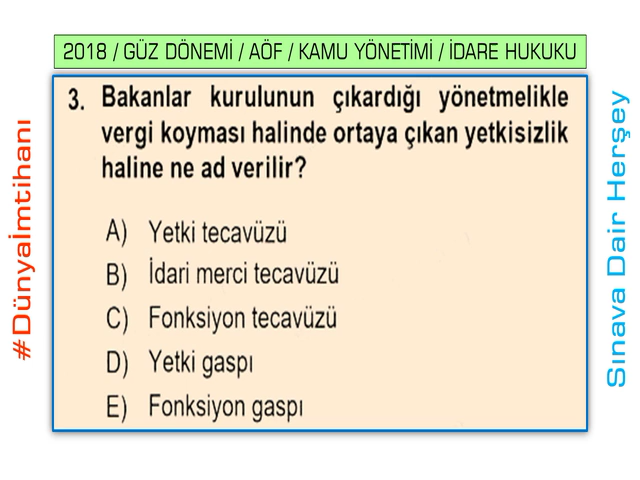 2018 / GÜZ DÖNEMİ / AÖF / KAMU YÖNETİMİ / İDARE HUKUKU
#Dünyaİmtihanı
3. Bakanlar kurulunun çıkardığı yönetmelikle
vergi koyması halinde ortaya çıkan yetkisizlik
haline ne ad verilir?
A) Yetki tecavüzü
B) İdari merci tecavüzü
C) Fonksiyon tecavüzü
D) Yetki gaspı
E) Fonksiyon gaspı
Sınava Dair Herşey